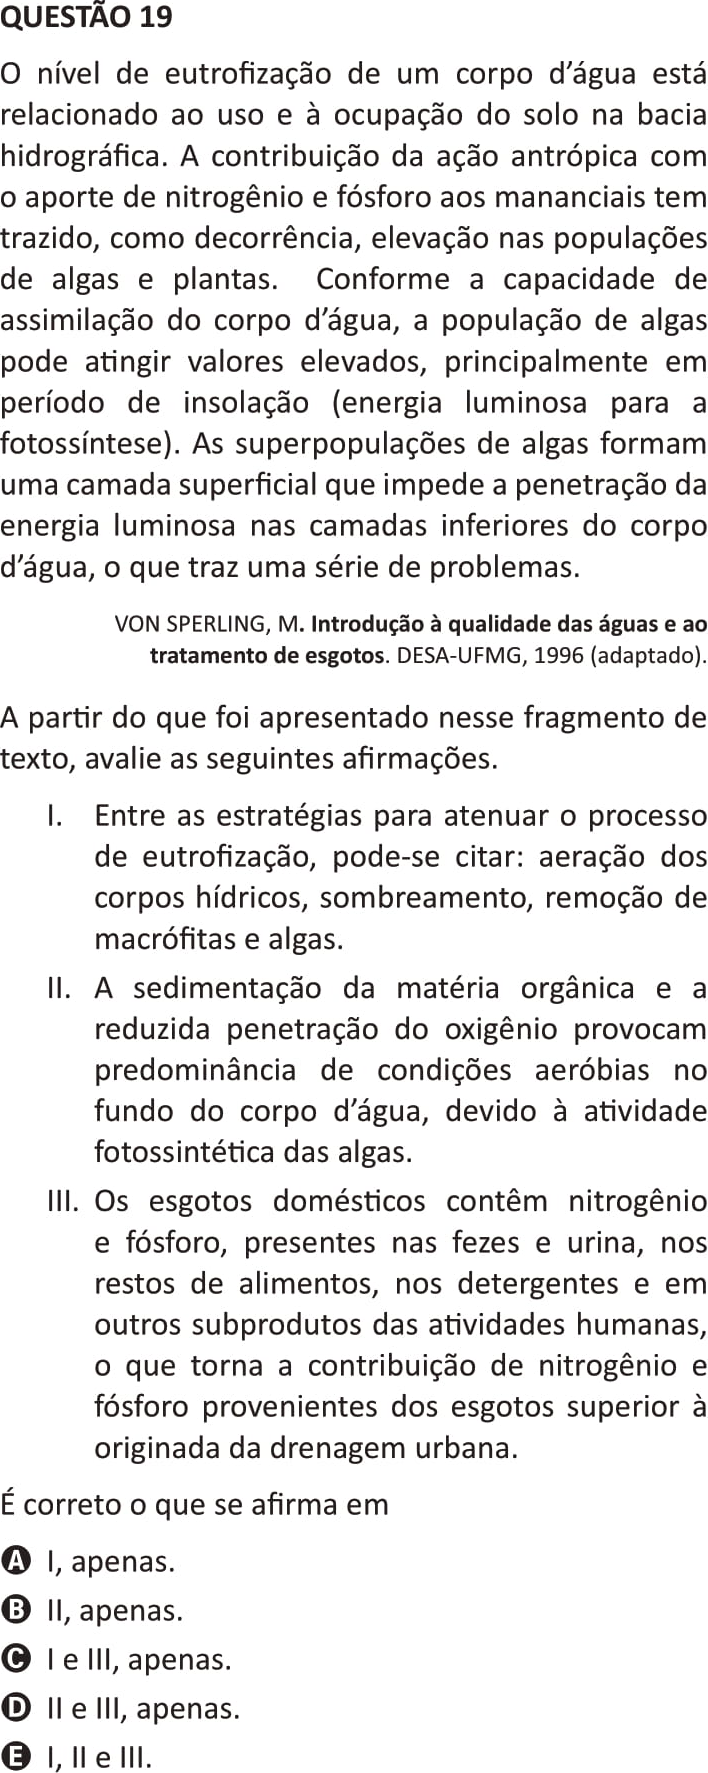 QUESTÃO 19
O nível de eutrofização de um corpo d’água está
relacionado ao uso e à ocupação do solo na bacia
hidrográfica. A contribuição da ação antrópica com
o aporte de nitrogênio e fósforo aos mananciais tem
trazido, como decorrência, elevação nas populações
de algas e plantas. Conforme a capacidade de
assimilação do corpo d’água, a população de algas
pode atingir valores elevados, principalmente em
período de insolação (energia luminosa para a
fotossíntese). As superpopulações de algas formam
uma camada superficial que impede a penetração da
energia luminosa nas camadas inferiores do corpo
d’água, o que traz uma série de problemas.
VON SPERLING, M. Introdução à qualidade das águas e ao
tratamento de esgotos. DESA-UFMG, 1996 (adaptado).
A partir do que foi apresentado nesse fragmento de
texto, avalie as seguintes afirmações.
I. Entre as estratégias para atenuar o processo
de eutrofização, pode-se citar: aeração dos
corpos hídricos, sombreamento, remoção de
macrófitas e algas.
II. A sedimentação da matéria orgânica e a
reduzida penetração do oxigênio provocam
predominância de condições aeróbias no
fundo do corpo d’água, devido à atividade
fotossintética das algas.
III. Os esgotos domésticos contêm nitrogênio
e fósforo, presentes nas fezes e urina, nos
restos de alimentos, nos detergentes e em
outros subprodutos das atividades humanas,
o que torna a contribuição de nitrogênio e
fósforo provenientes dos esgotos superior à
originada da drenagem urbana.
É correto o que se afirma em
A I, apenas.
B II, apenas.
C I e III, apenas.
D II e III, apenas.
E I, II e III.